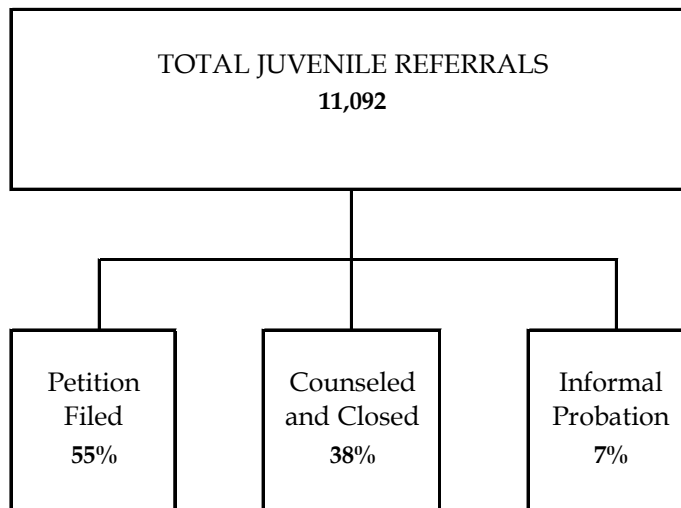 TOTAL JUVENILE REFERRALS
11,092
Petition
Filed
55%
Counseled
and Closed
38%
Informal
Probation
7%